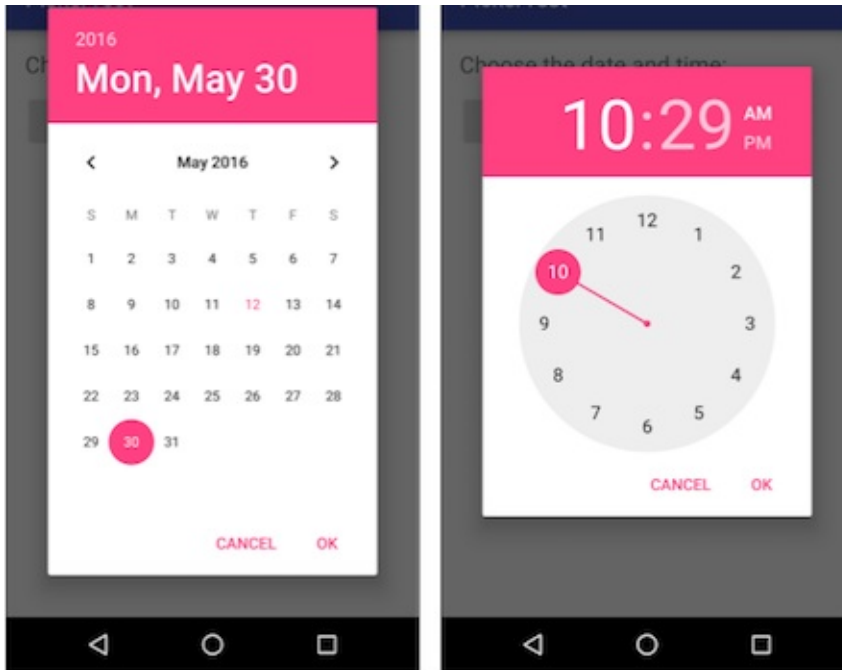 2016
Mon, May 30
May 2016
S M T W T F S
1 2 3 4 5 6 7
8 9 10 11 12 13 14
15 16 17 18 19 20 21
22 23 24 25 26 27 28
29 30 31
CANCEL OK
Choose the date and time:
10:29 AM
PM
12
11 1
10 2
9 3
8 4
7 5
6
CANCEL OK